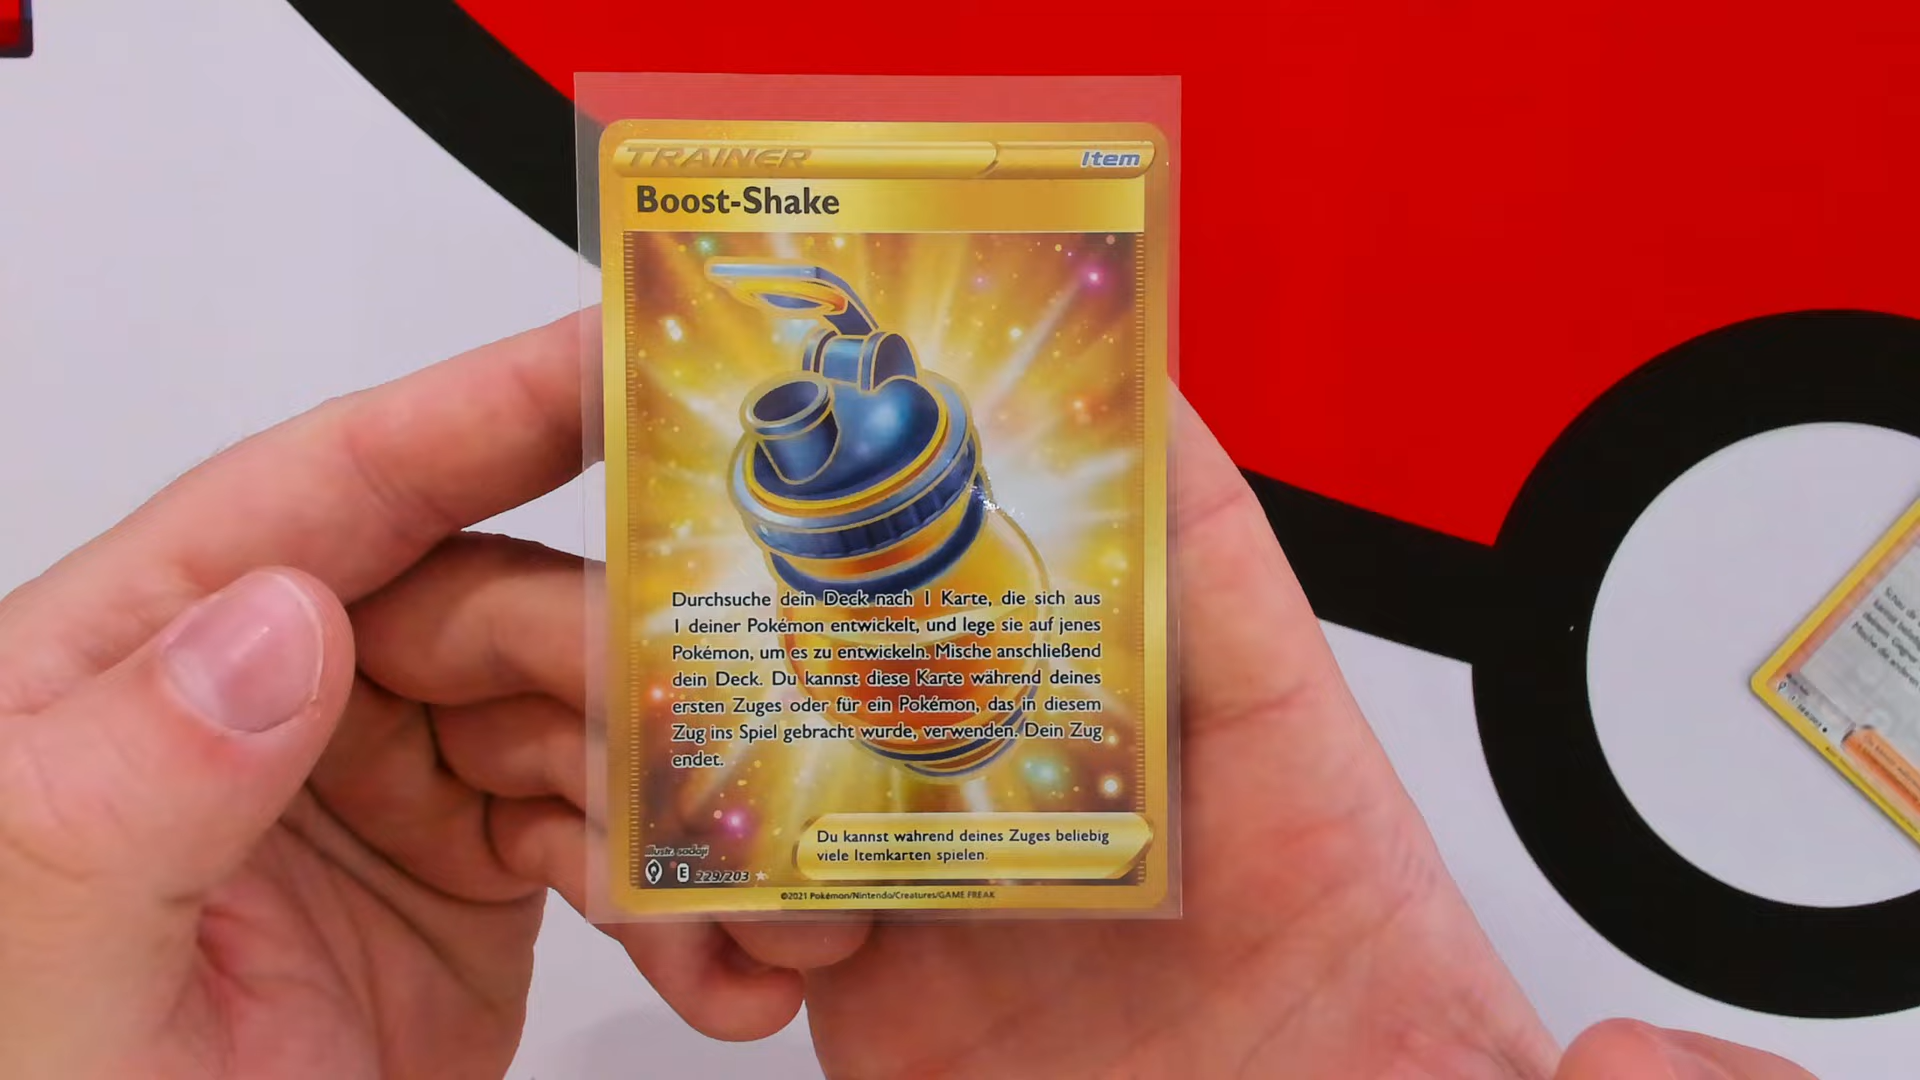 TRAINER
Item
Boost-Shake
Durchsuche dein Deck nach 1 Karte, die sich aus
1 deiner Pokémon entwickelt, und lege sie auf jenes
Pokémon, um es zu entwickeln. Mische anschließend
dein Deck. Du kannst diese Karte während deines
ersten Zuges oder für ein Pokémon, das in diesem
Zug ins Spiel gebracht wurde, verwenden. Dein Zug
endet.
Du kannst während deines Zuges beliebig
viele Itemkarten spielen.
Illustr. sadaji
E 229/203
©2021 Pokémon/Nintendo/Creatures/GAME FREAK